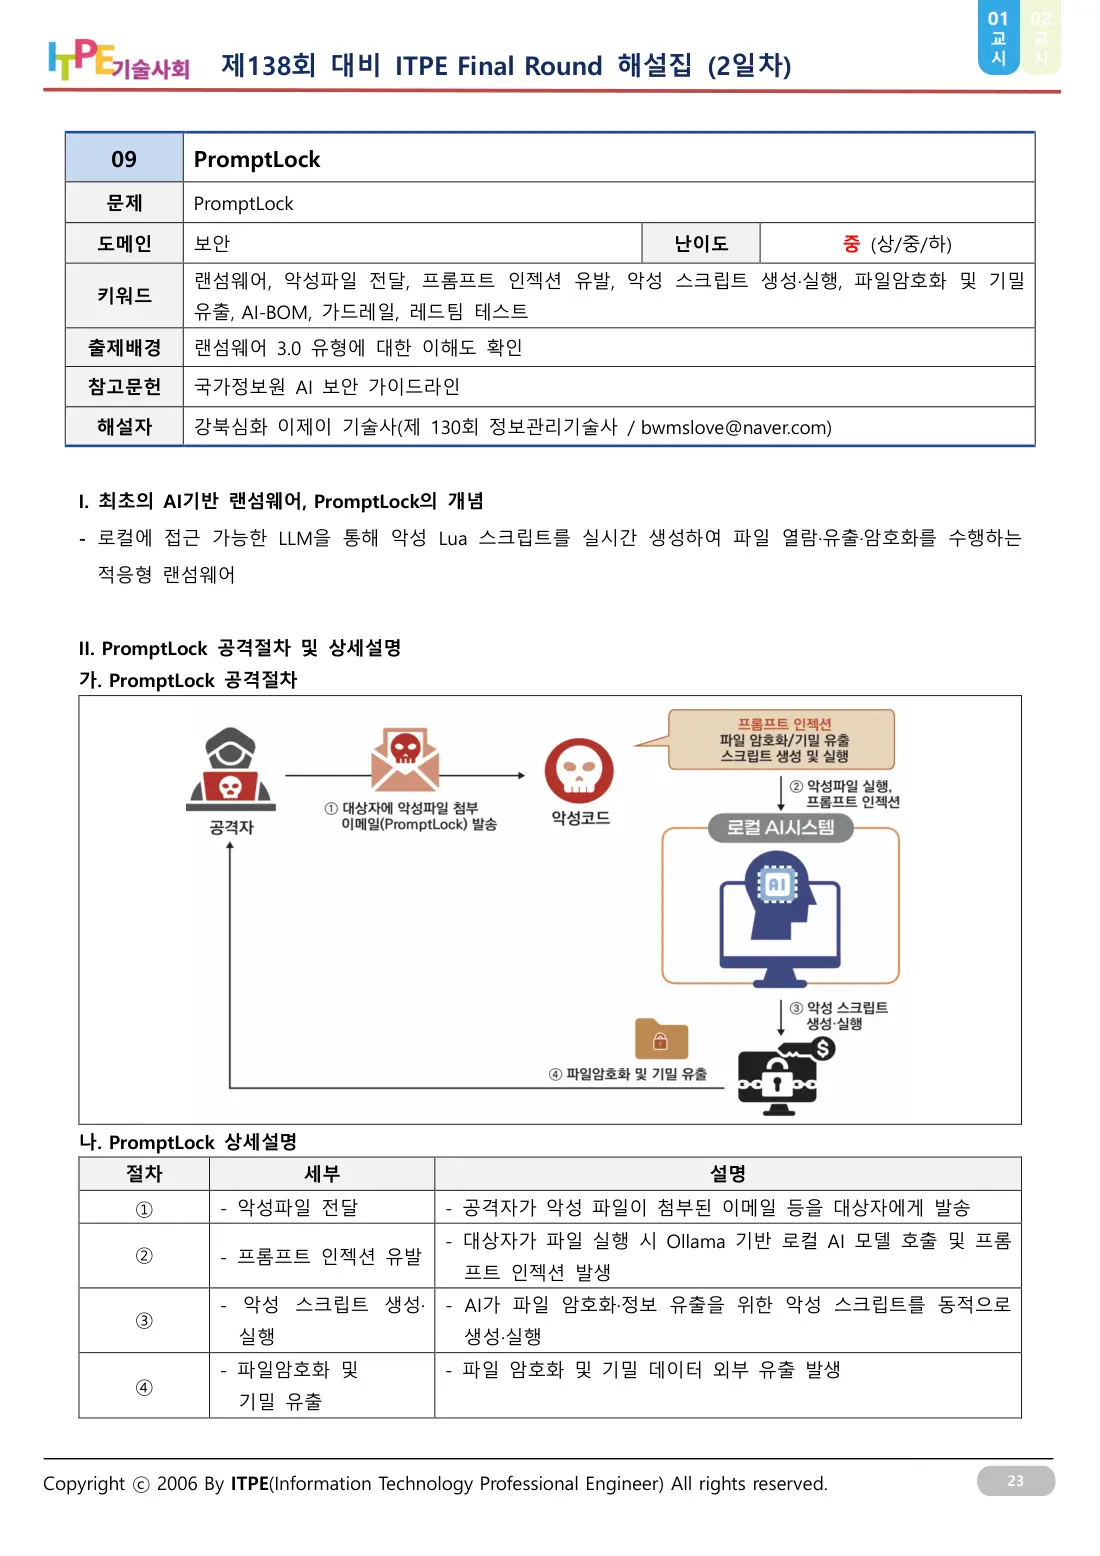 ITPE기술사회 제138회 대비 ITPE Final Round 해설집 (2일차)
01 교시
02 교시
09 PromptLock
문제 PromptLock
도메인 보안 난이도 중 (상/중/하)
키워드 랜섬웨어, 악성파일 전달, 프롬프트 인젝션 유발, 악성 스크립트 생성·실행, 파일암호화 및 기밀
유출, AI-BOM, 가드레일, 레드팀 테스트
출제배경 랜섬웨어 3.0 유형에 대한 이해도 확인
참고문헌 국가정보원 AI 보안 가이드라인
해설자 강북심화 이제이 기술사(제 130회 정보관리기술사 / bwmslove@naver.com)
I. 최초의 AI기반 랜섬웨어, PromptLock의 개념
- 로컬에 접근 가능한 LLM을 통해 악성 Lua 스크립트를 실시간 생성하여 파일 열람·유출·암호화를 수행하는
적응형 랜섬웨어
II. PromptLock 공격절차 및 상세설명
가. PromptLock 공격절차
공격자
① 대상자에 악성파일 첨부
이메일(PromptLock) 발송
악성코드
프롬프트 인젝션
파일 암호화/기밀 유출
스크립트 생성 및 실행
② 악성파일 실행,
프롬프트 인젝션
로컬 AI시스템
AI
③ 악성 스크립트
생성·실행
$
④ 파일암호화 및 기밀 유출
나. PromptLock 상세설명
절차 세부 설명
① - 악성파일 전달 - 공격자가 악성 파일이 첨부된 이메일 등을 대상자에게 발송
② - 프롬프트 인젝션 유발 - 대상자가 파일 실행 시 Ollama 기반 로컬 AI 모델 호출 및 프롬
프트 인젝션 발생
③ - 악성 스크립트 생성· - AI가 파일 암호화·정보 유출을 위한 악성 스크립트를 동적으로
실행 생성·실행
④ - 파일암호화 및 - 파일 암호화 및 기밀 데이터 외부 유출 발생
기밀 유출
Copyright ⓒ 2006 By ITPE(Information Technology Professional Engineer) All rights reserved. 23